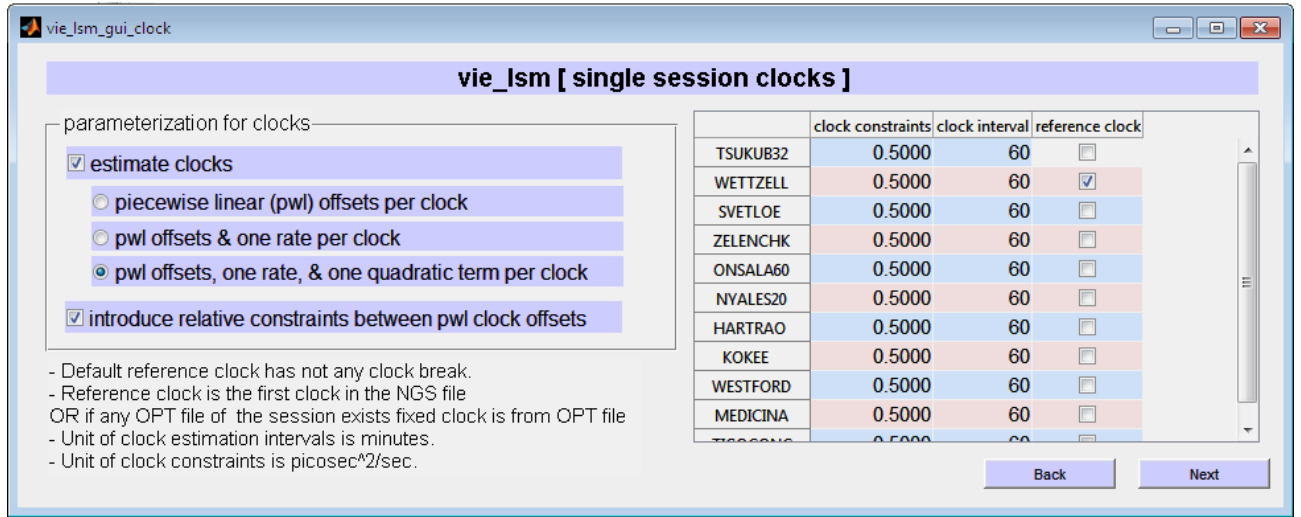 vie_lsm_gui_clock
vie_lsm [ single session clocks ]
parameterization for clocks
estimate clocks
piecewise linear (pwl) offsets per clock
pwl offsets & one rate per clock
pwl offsets, one rate, & one quadratic term per clock
introduce relative constraints between pwl clock offsets
- Default reference clock has not any clock break.
- Reference clock is the first clock in the NGS file
OR if any OPT file of the session exists fixed clock is from OPT file
- Unit of clock estimation intervals is minutes.
- Unit of clock constraints is picosec^2/sec.
clock constraints clock interval reference clock
TSUKUB32 0.5000 60
WETTZELL 0.5000 60
SVETLOE 0.5000 60
ZELENCHK 0.5000 60
ONSALA60 0.5000 60
NYALES20 0.5000 60
HARTRAO 0.5000 60
KOKEE 0.5000 60
WESTFORD 0.5000 60
MEDICINA 0.5000 60
0.5000 60
Back Next